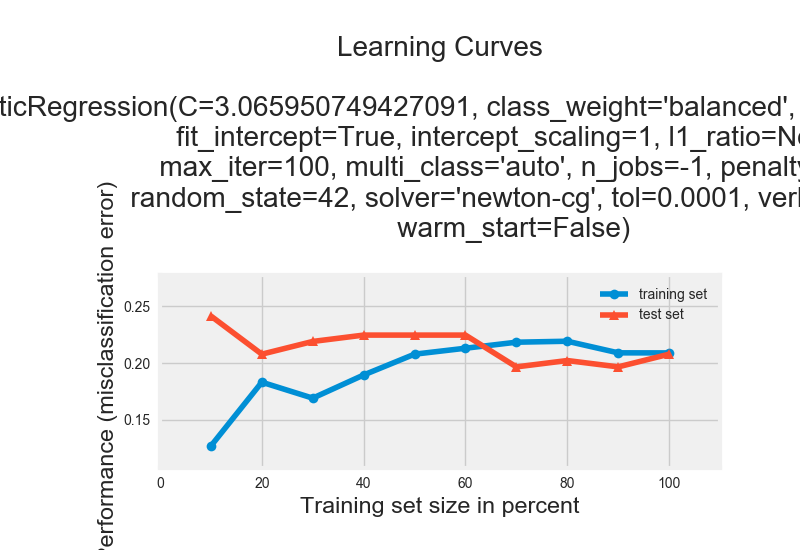 Learning Curves
ticRegression(C=3.065950749427091, class_weight='balanced',
fit_intercept=True, intercept_scaling=1, l1_ratio=No
max_iter=100, multi_class='auto', n_jobs=-1, penalty
random_state=42, solver='newton-cg', tol=0.0001, verb
warm_start=False)
Performance (misclassification error)
0.25
0.20
0.15
training set
test set
0
20
40
60
80
100
Training set size in percent